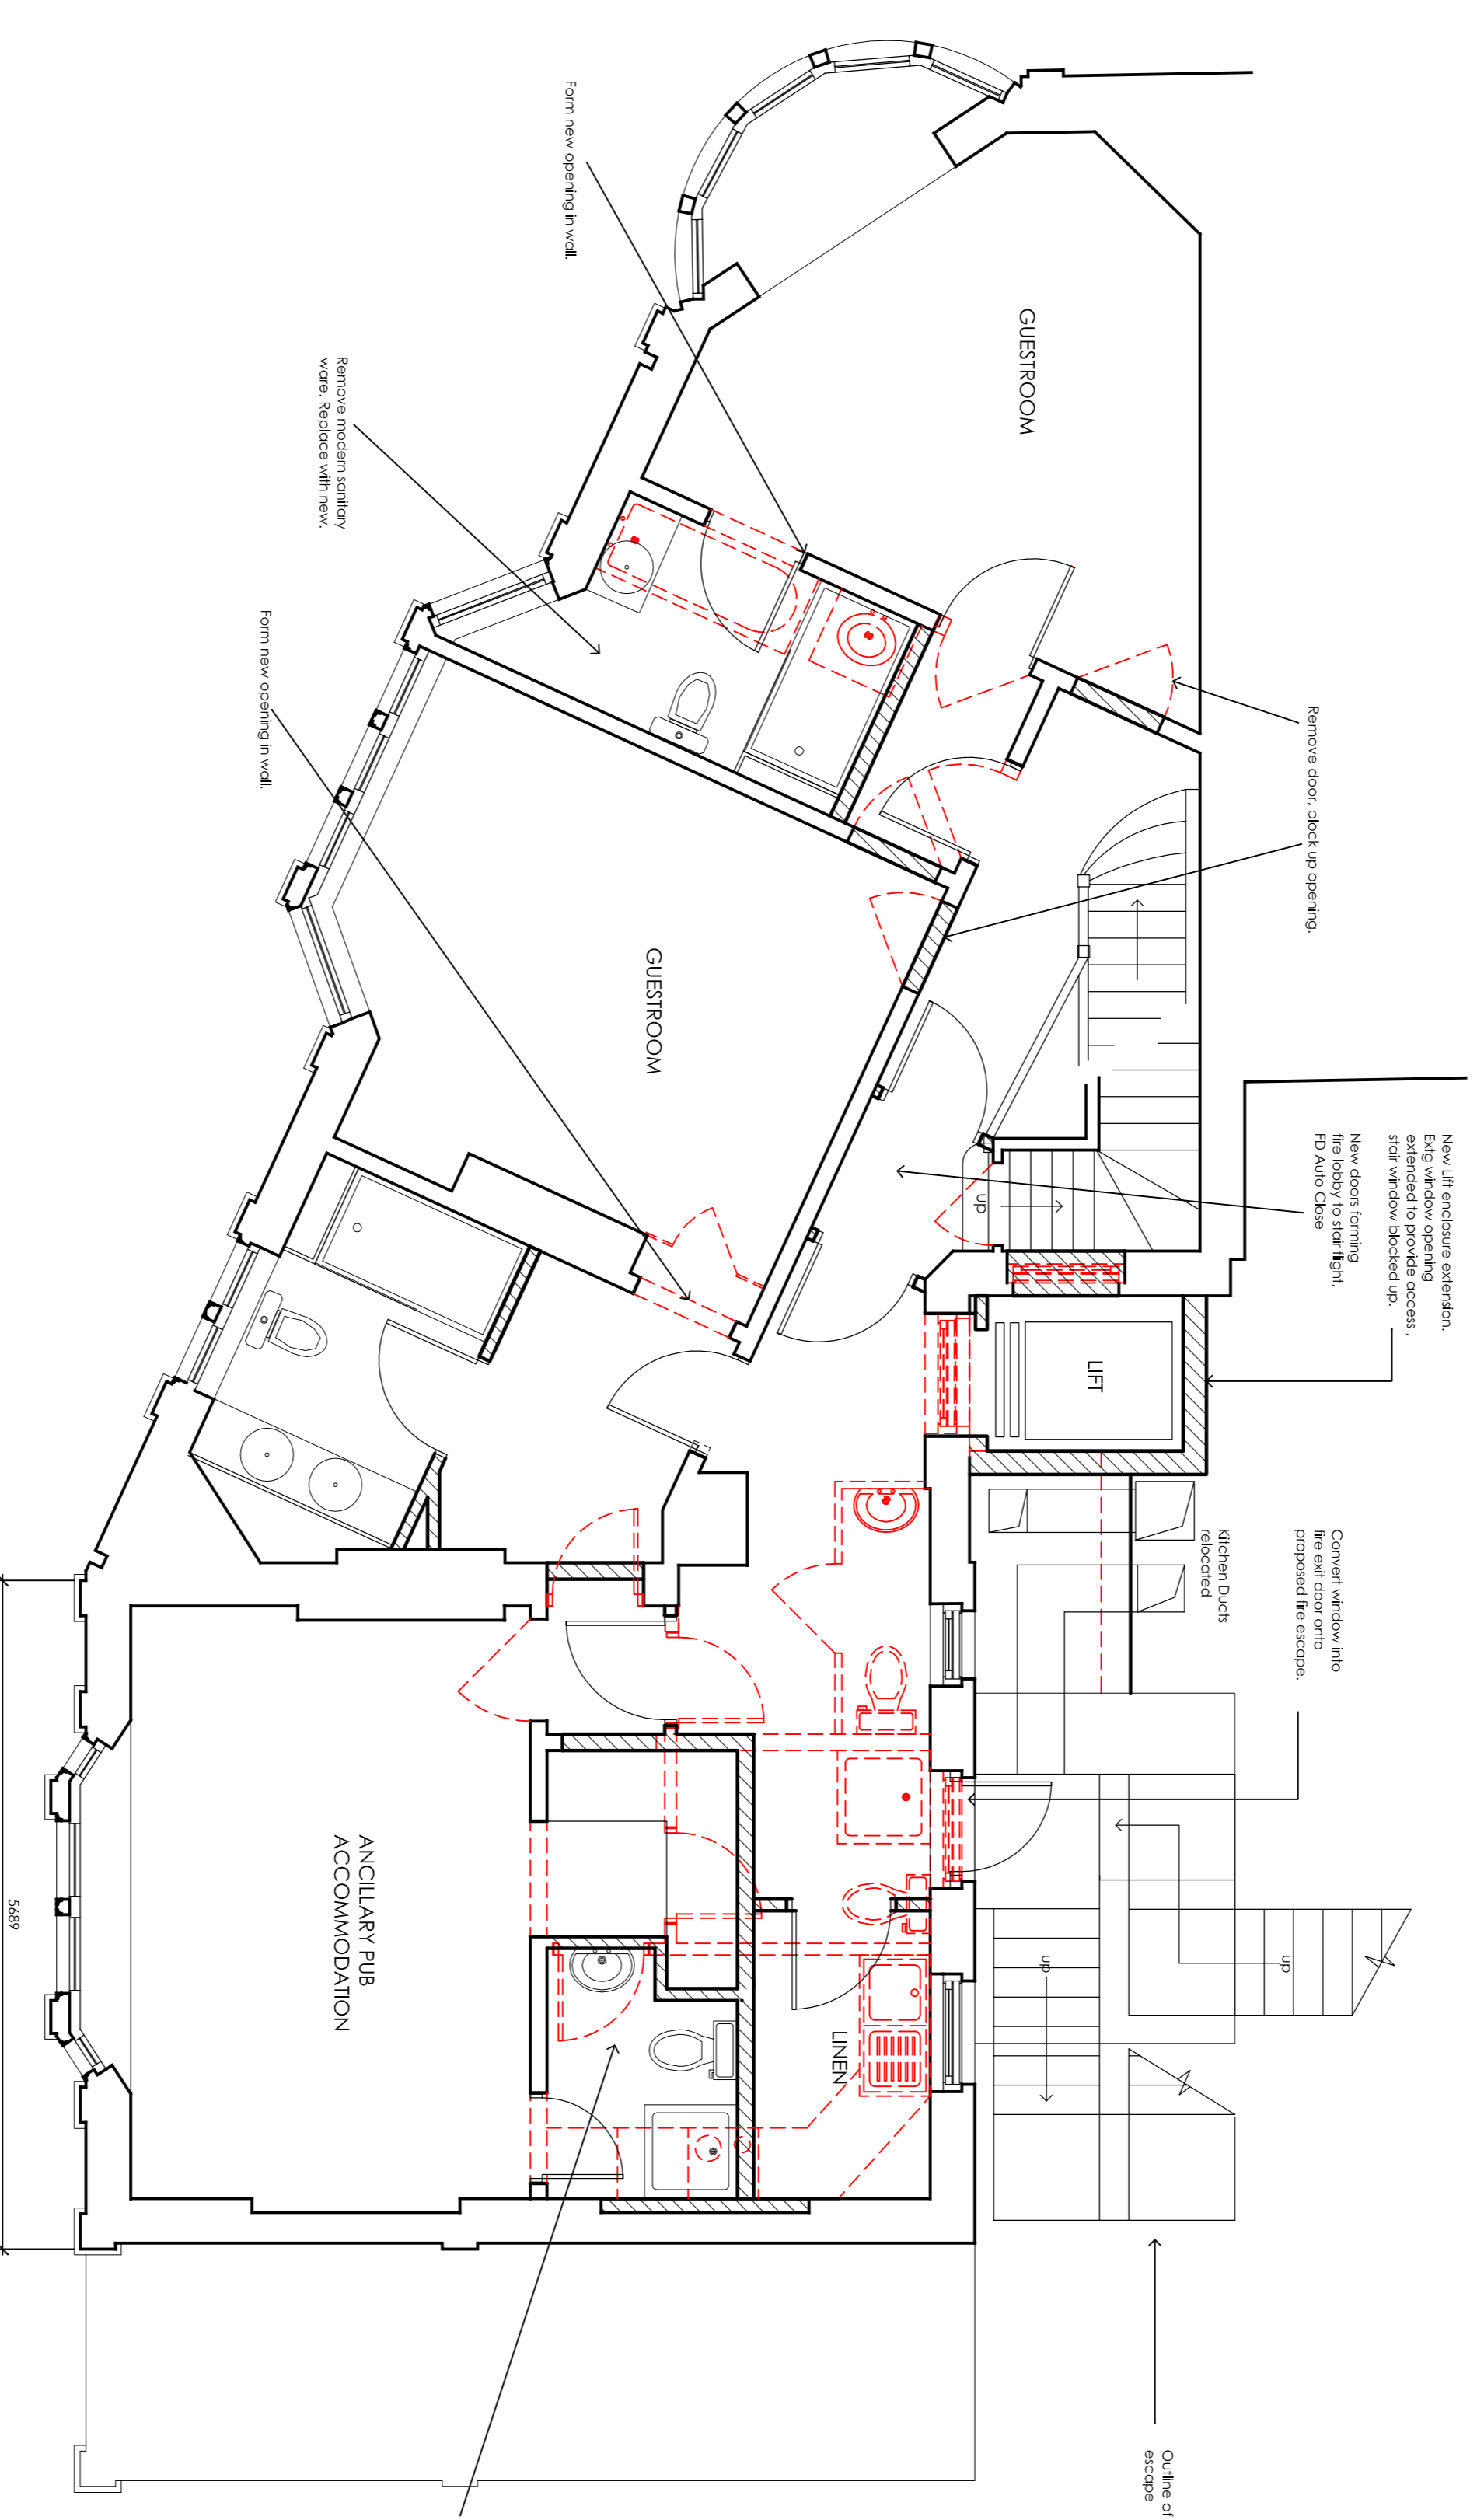 New Lift enclosure extension.
Extg window opening
extended to provide access ,
stair window blocked up.
New doors forming
fire lobby to stair flight.
FD Auto Close
Convert window into
fire exit door onto
proposed fire escape.
Kitchen Ducts
relocated
Outline of
escape
Remove door, block up opening.
GUESTROOM
LIFT
up
up
up
LINEN
Form new opening in wall.
GUESTROOM
Remove modern sanitary
ware. Replace with new.
Form new opening in wall.
ANCILLARY PUB
ACCOMMODATION
5689